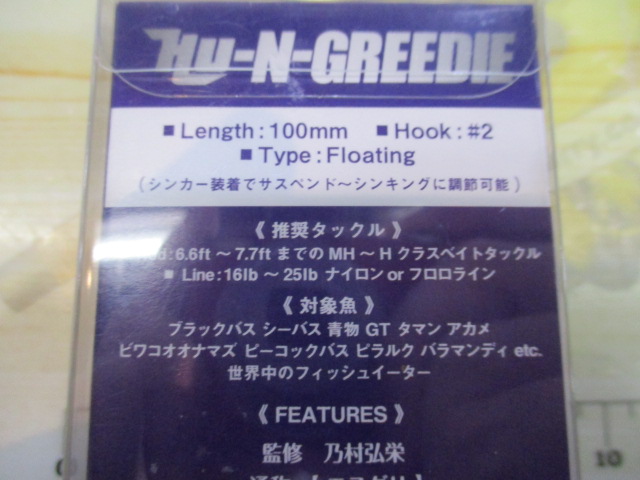 HU-N-GREEDIE
■ Length : 100mm ■ Hook : #2
■ Type : Floating
(シンカー装着でサスペンド～シンキングに調節可能)
《 推奨タックル 》
6.6ft ～ 7.7ft までのMH ～ H クラスベイトタックル
■ Line : 16lb ～ 25lb ナイロン or フロロライン
《 対象魚 》
ブラックバス シーバス 青物 GT タマン アカメ
ビワコオオナマズ ピーコックバス ピラルク バラマンディ etc.
世界中のフィッシュイーター
《 FEATURES 》
監修 乃村弘栄
10